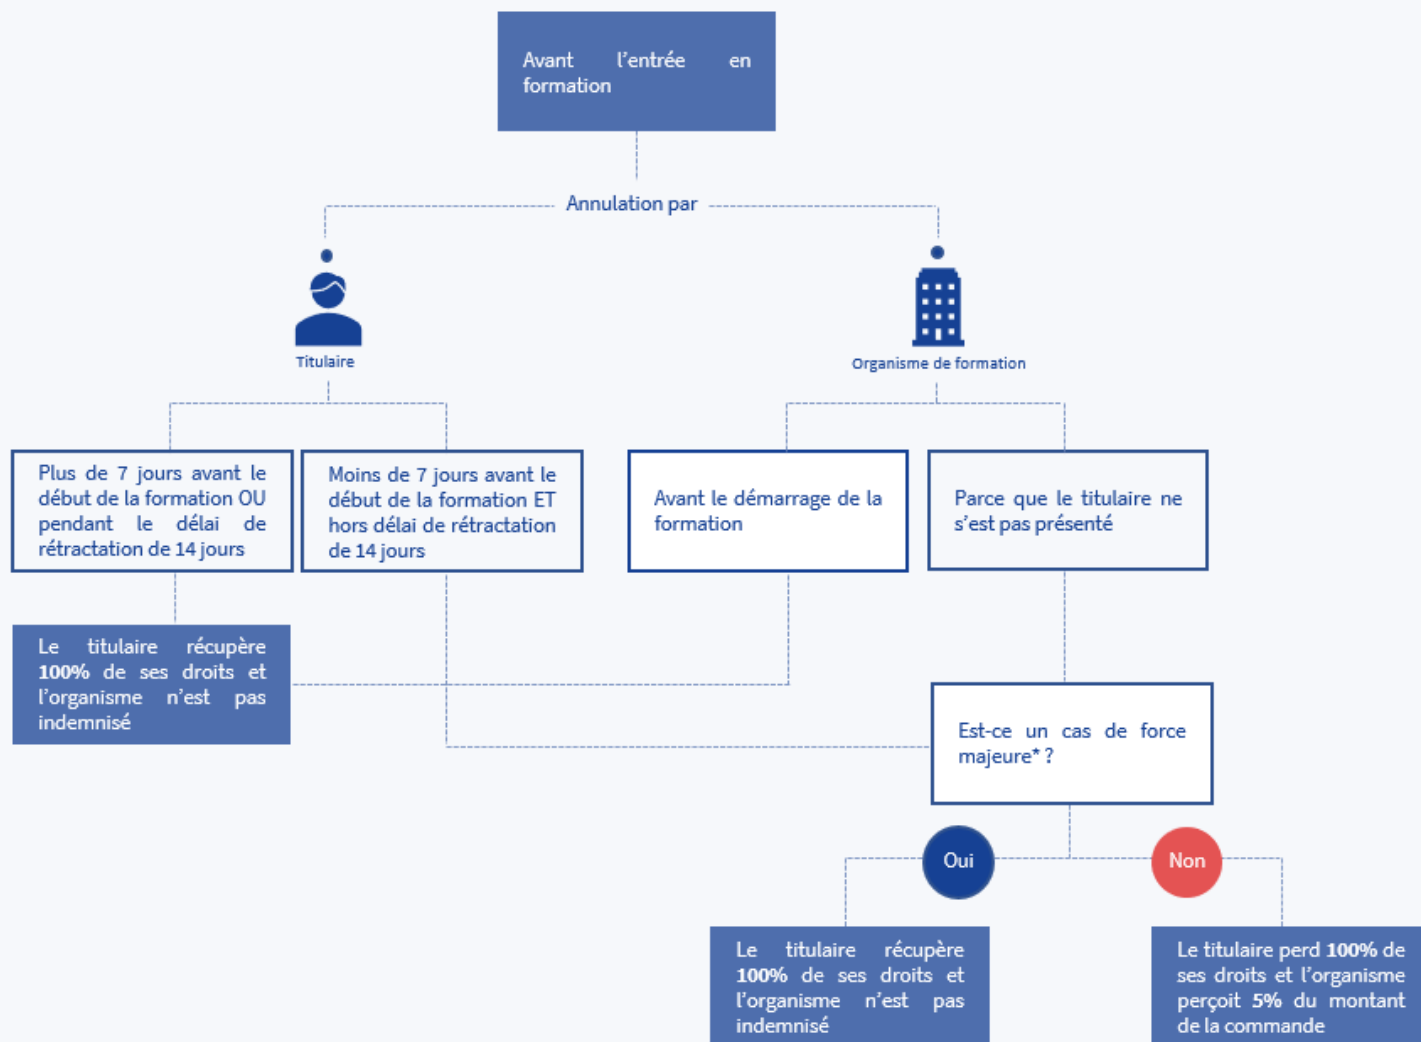 Avant l'entrée en
formation
Annulation par
Titulaire
Organisme de formation
Plus de 7 jours avant le
début de la formation OU
pendant le délai de
rétractation de 14 jours
Moins de 7 jours avant le
début de la formation ET
hors délai de rétractation
de 14 jours
Avant le démarrage de la
formation
Parce que le titulaire ne
s'est pas présenté
Le titulaire récupère
100% de ses droits et
l'organisme n'est pas
indemnisé
Est-ce un cas de force
majeure* ?
Oui
Non
Le titulaire récupère
100% de ses droits et
l'organisme n'est pas
indemnisé
Le titulaire perd 100% de
ses droits et l'organisme
perçoit 5% du montant
de la commande